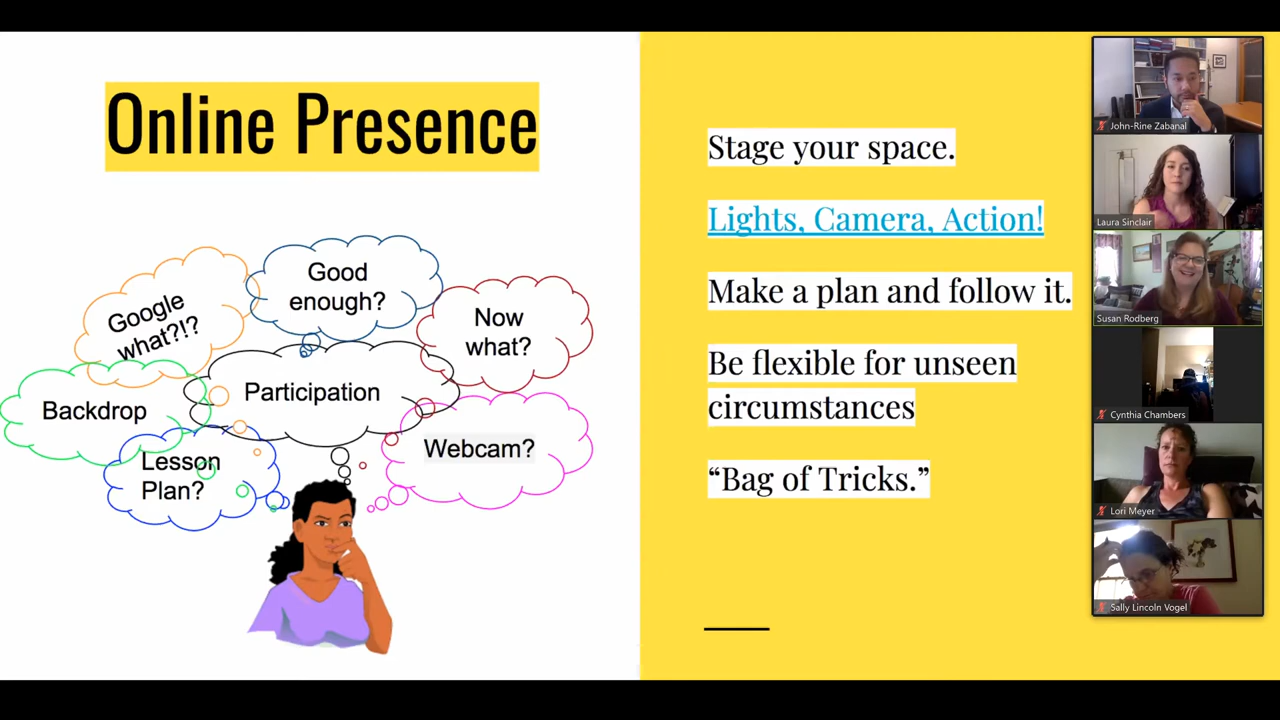 Online Presence
Google
what?!?
Good
enough?
Now
what?
Backdrop
Participation
Webcam?
Lesson
Plan?
Stage your space.
Lights, Camera, Action!
Make a plan and follow it.
Be flexible for unseen
circumstances
“Bag of Tricks.”
John-Rine Zabanal
Laura Sinclair
Susan Rodberg
Cynthia Chambers
Lori Meyer
Sally Lincoln Vogel